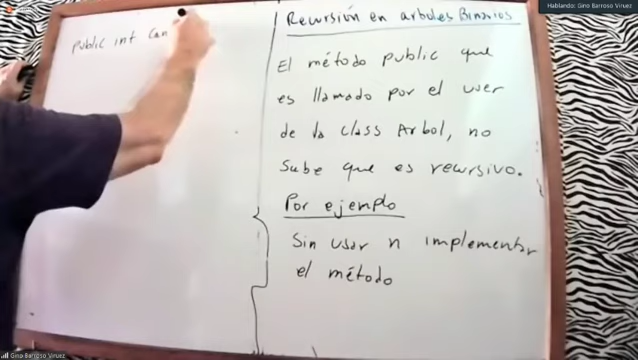 Hablando: Gino Barroso Viruez
public int Can
Recursión en arboles Binarios
El método public que
es llamado por el user
de la class Arbol, no
sabe que es recursivo.
Por ejemplo
Sin usar n implementar
el método
Gino Barroso Viruez